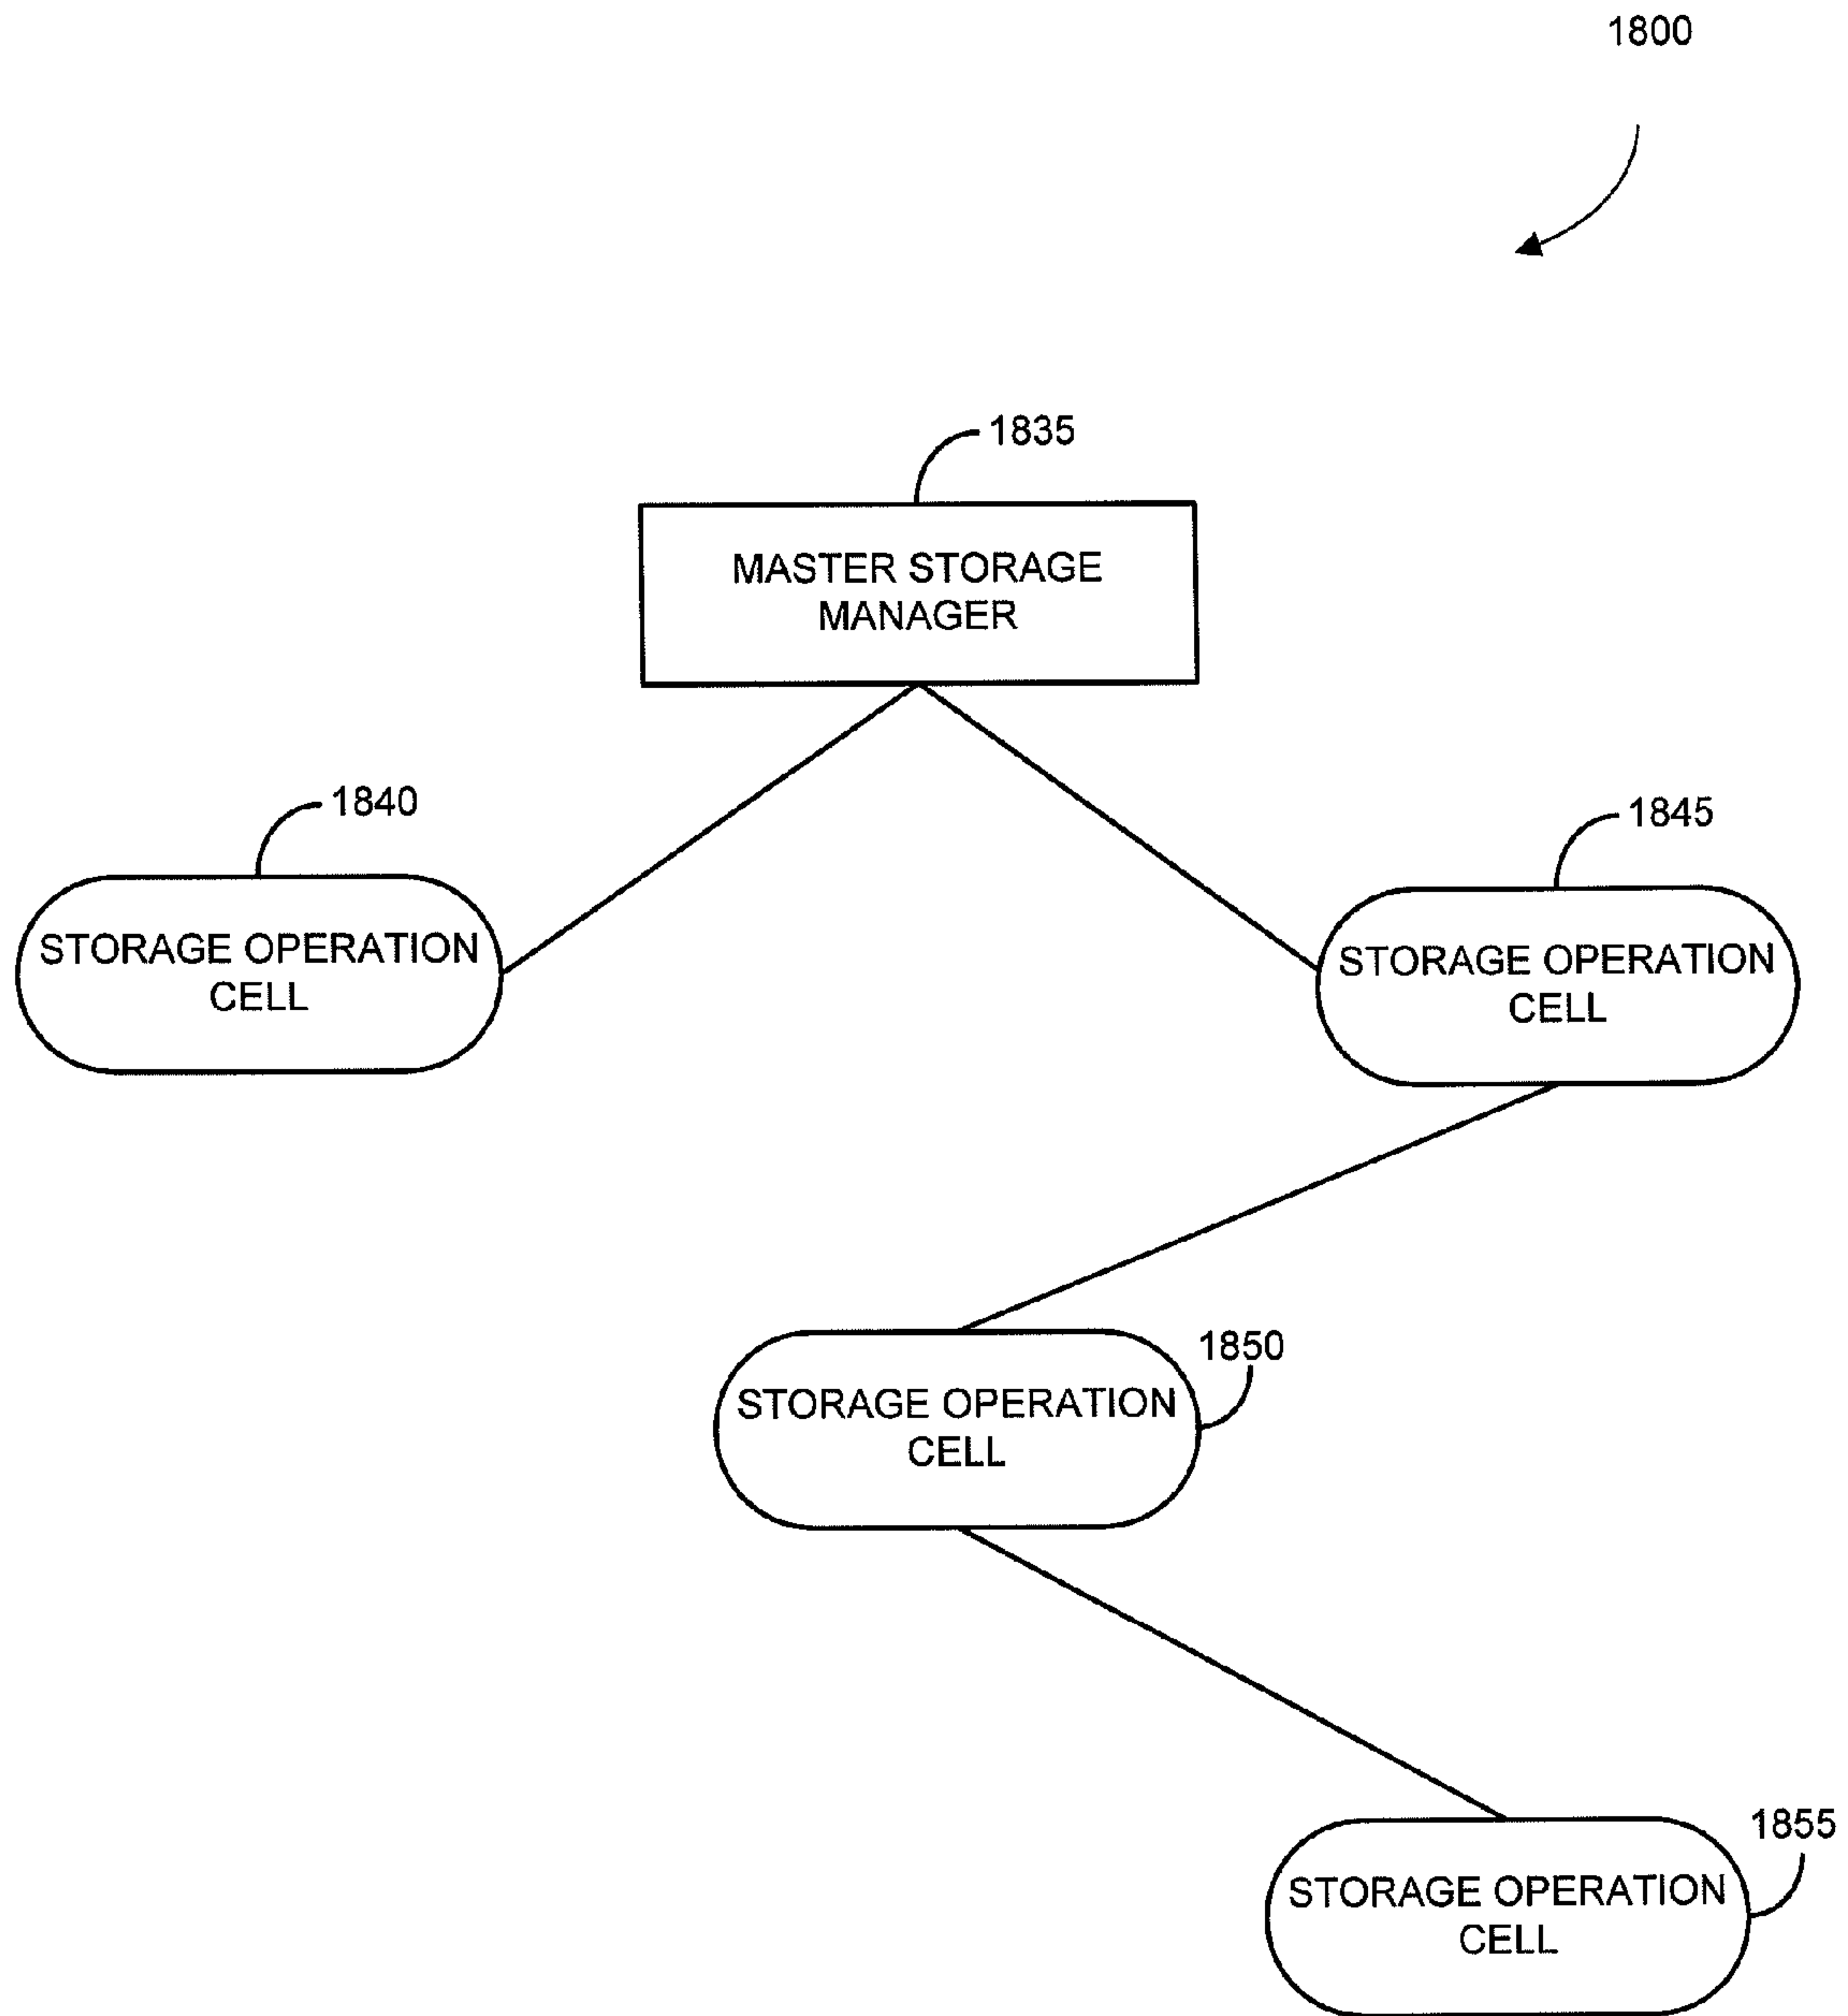 1800
1835
MASTER STORAGE
MANAGER
1840
1845
STORAGE OPERATION
CELL
STORAGE OPERATION
CELL
1850
STORAGE OPERATION
CELL
1855
STORAGE OPERATION
CELL